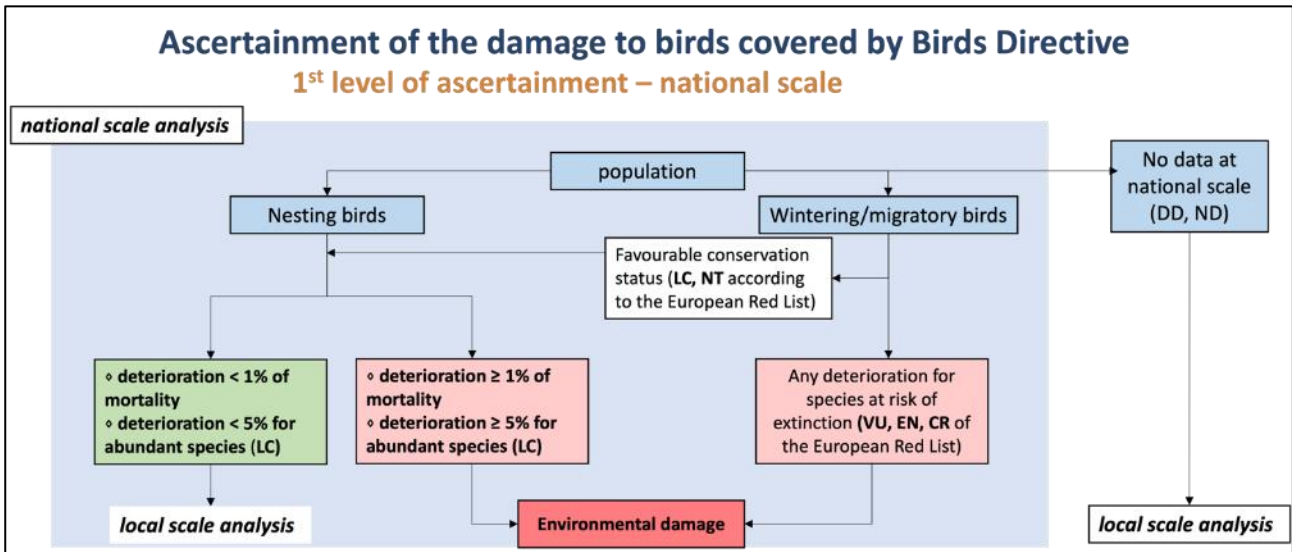 Ascertainment of the damage to birds covered by Birds Directive
1st level of ascertainment – national scale
national scale analysis
population
No data at
national scale
(DD, ND)
Nesting birds
Wintering/migratory birds
Favourable conservation
status (LC, NT according
to the European Red List)
◊ deterioration < 1% of
mortality
◊ deterioration < 5% for
abundant species (LC)
◊ deterioration ≥ 1% of
mortality
◊ deterioration ≥ 5% for
abundant species (LC)
Any deterioration for
species at risk of
extinction (VU, EN, CR of
the European Red List)
local scale analysis
Environmental damage
local scale analysis